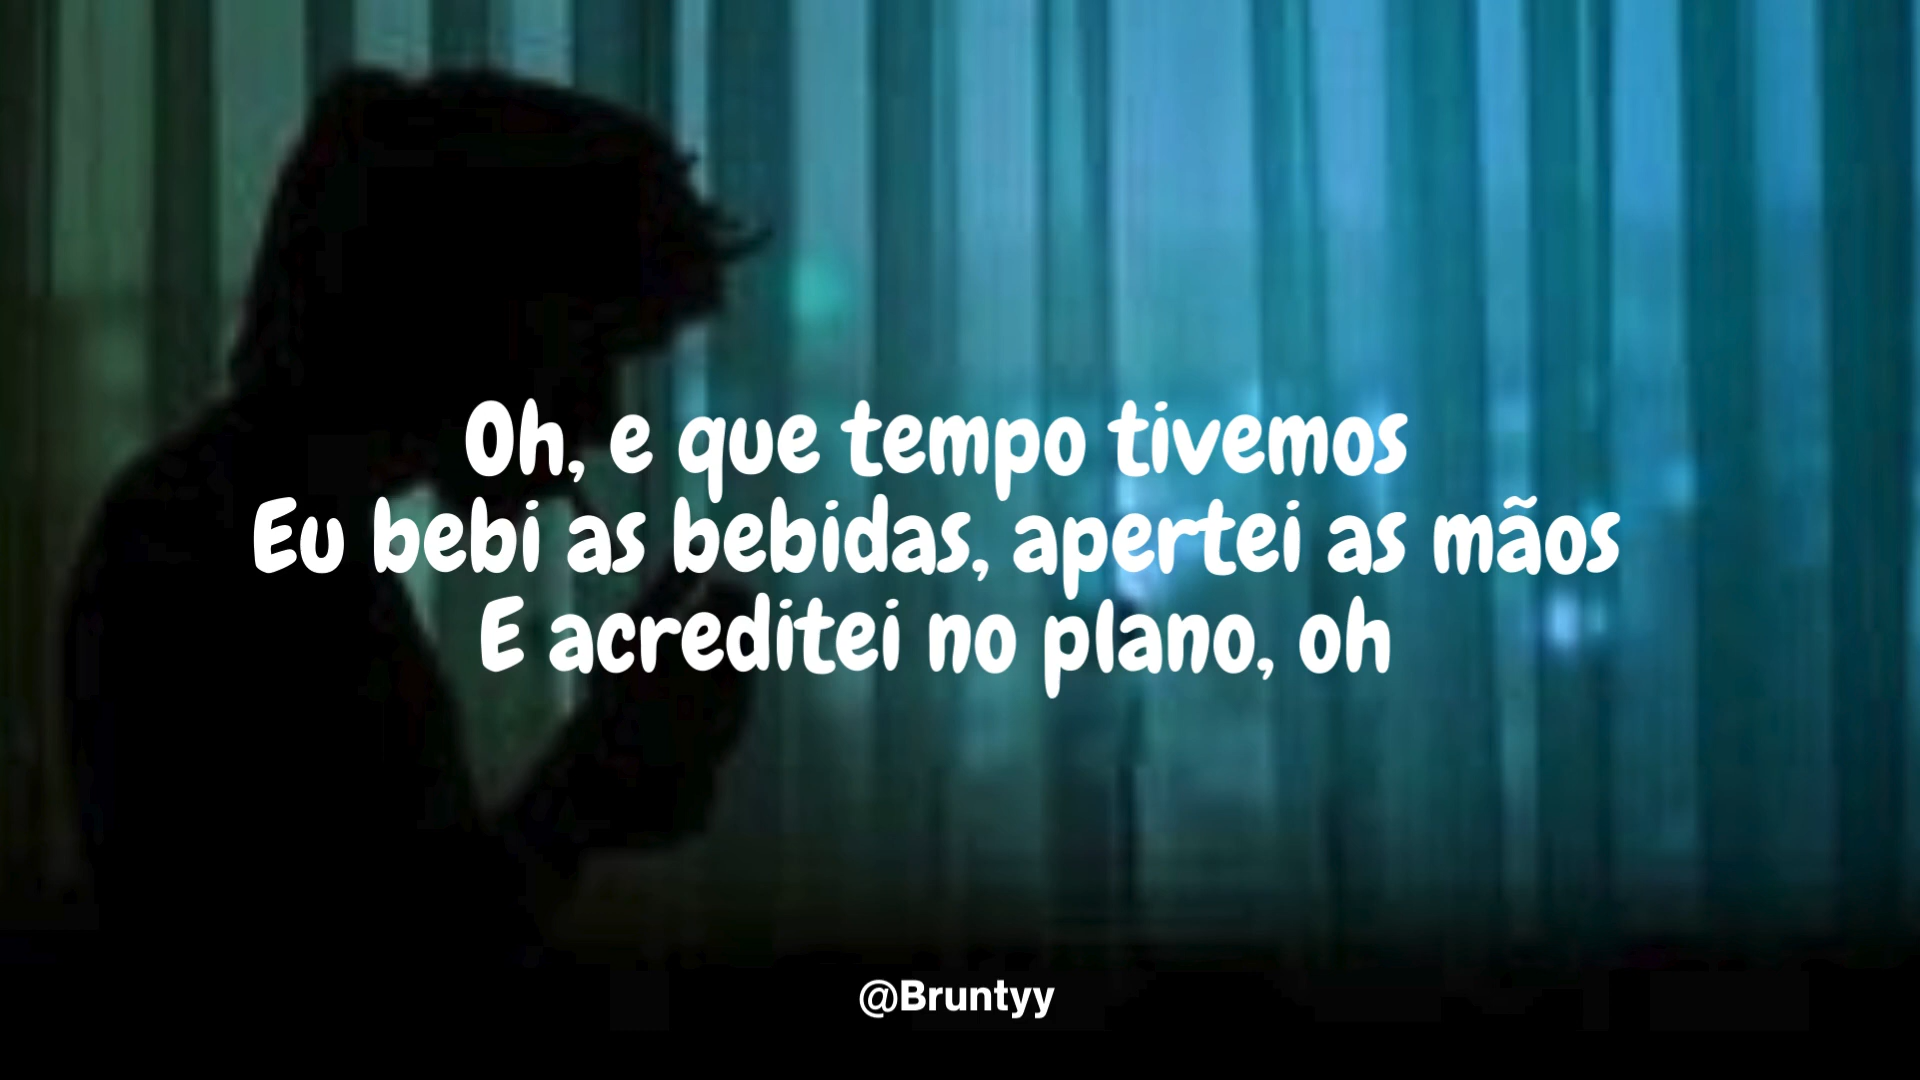 Oh, e que tempo tivemos
Eu bebi as bebidas, apertei as mãos
E acreditei no plano, oh
@Bruntyy